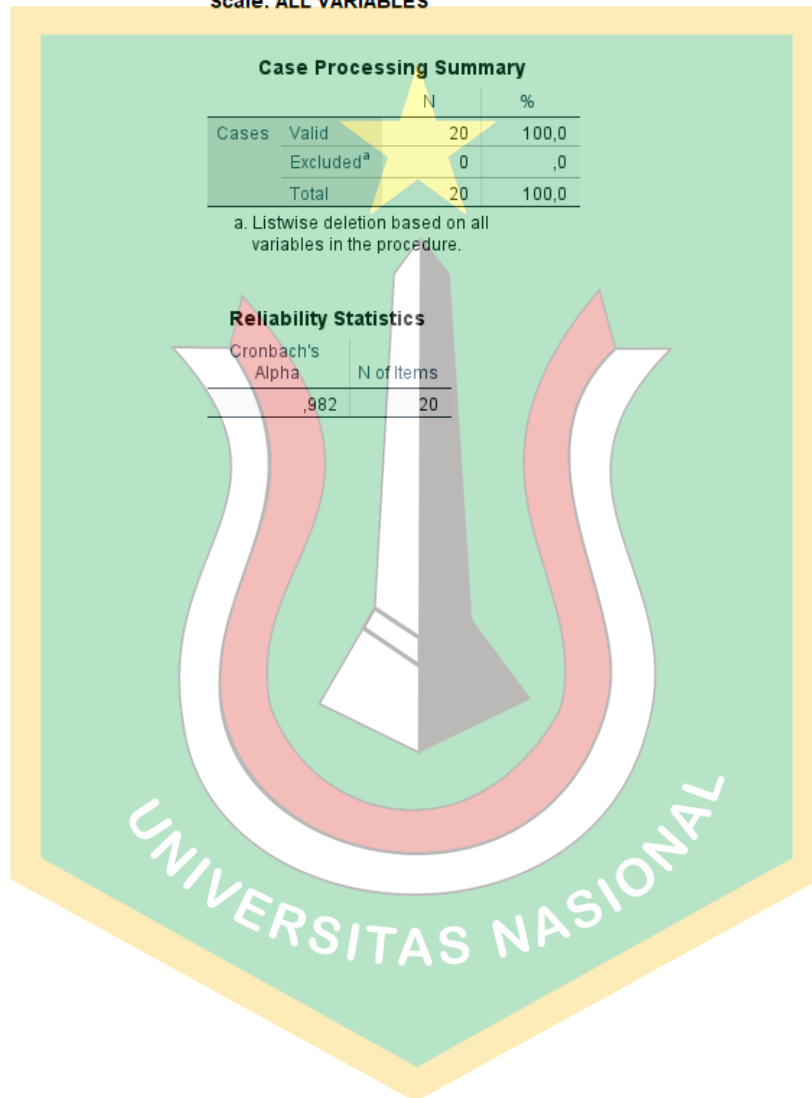 Scale: ALL VARIABLES
Case Processing Summary
N %
Cases Valid 20 100,0
Excludedᵃ 0 ,0
Total 20 100,0
a. Listwise deletion based on all
variables in the procedure.
Reliability Statistics
Cronbach's
Alpha N of Items
,982 20
UNIVERSITAS NASIONAL